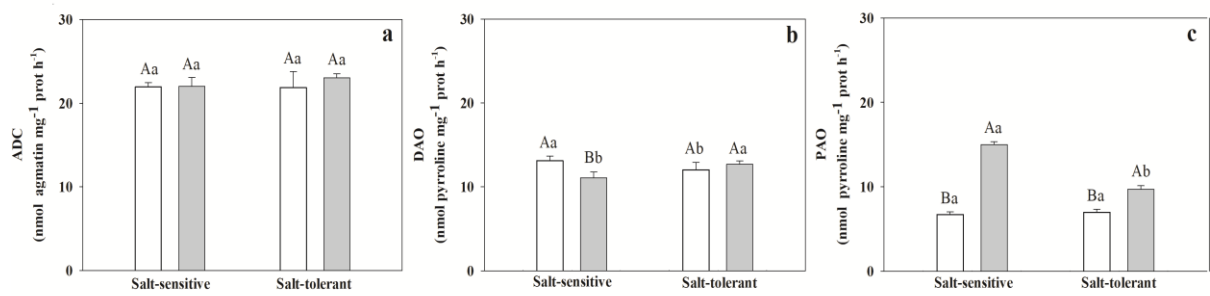 a
30
20
10
0
ADC
(nmol agmatin mg⁻¹ prot h⁻¹)
Aa Aa Aa Aa
Salt-sensitive Salt-tolerant
b
30
20
10
0
DAO
(nmol pyrroline mg⁻¹ prot h⁻¹)
Aa Bb Ab Aa
Salt-sensitive Salt-tolerant
c
30
20
10
0
PAO
(nmol pyrroline mg⁻¹ prot h⁻¹)
Ba Aa Ba Ab
Salt-sensitive Salt-tolerant